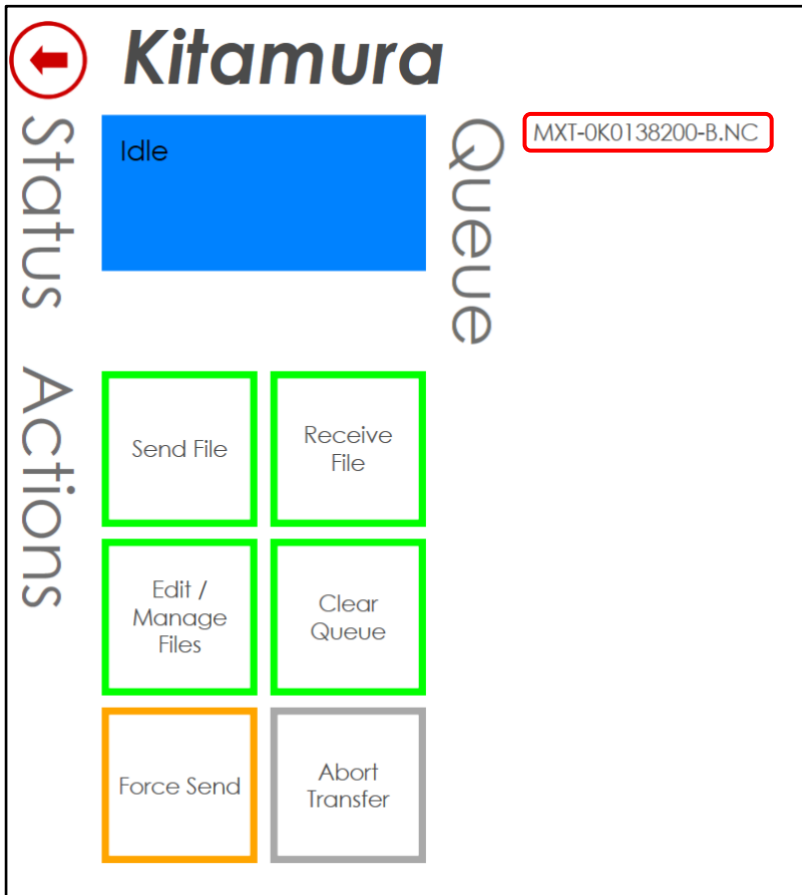 Kitamura
Status
Idle
Queue
MXT-0K0138200-B.NC
Actions
Send File
Receive
File
Edit /
Manage
Files
Clear
Queue
Force Send
Abort
Transfer